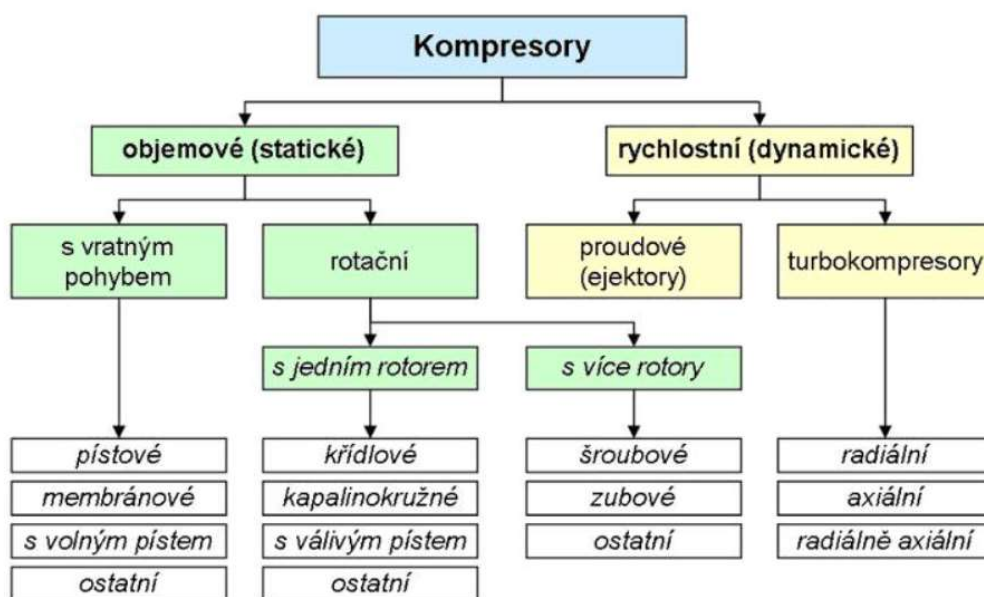 Kompresory
objemové (statické)
rychlostní (dynamické)
s vratným
pohybem
rotační
proudové
(ejektory)
turbokompresory
s jedním rotorem
s více rotory
pístové
membránové
s volným pístem
ostatní
křídlové
kapalinokružné
s válivým pístem
ostatní
šroubové
zubové
ostatní
radiální
axiální
radiálně axiální